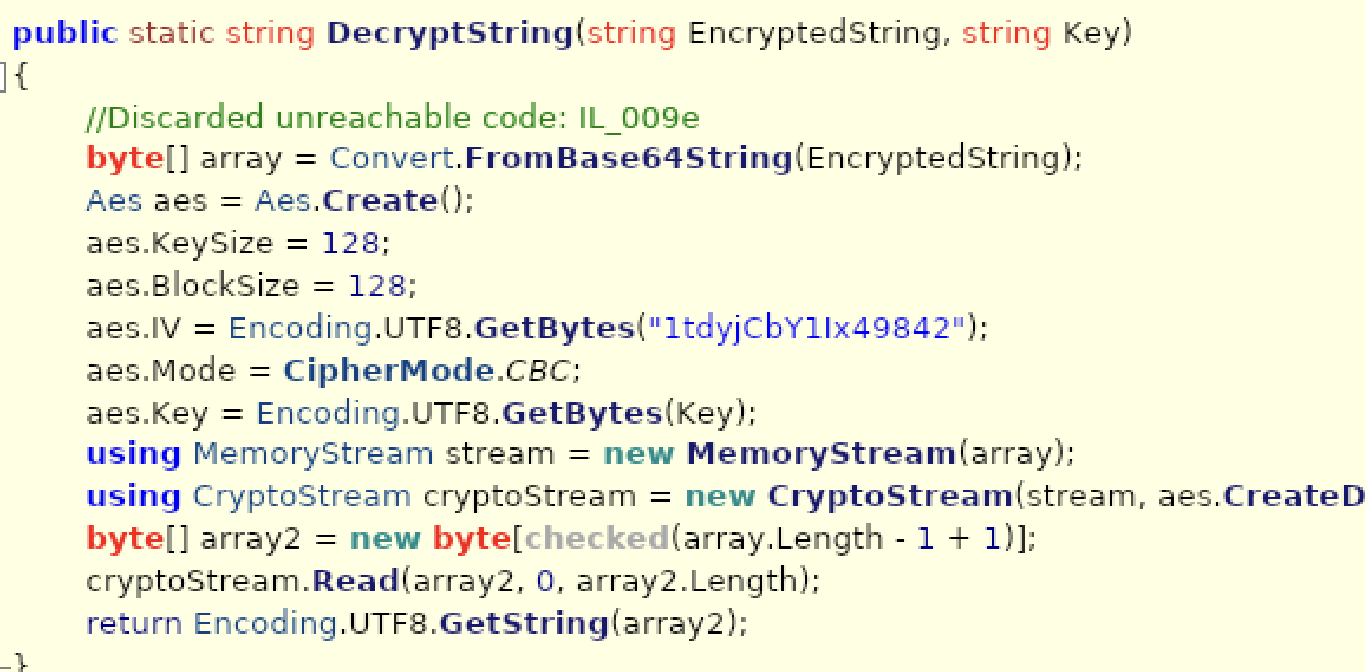 public static string DecryptString(string EncryptedString, string Key)
{
//Discarded unreachable code: IL_009e
byte[] array = Convert.FromBase64String(EncryptedString);
Aes aes = Aes.Create();
aes.KeySize = 128;
aes.BlockSize = 128;
aes.IV = Encoding.UTF8.GetBytes("1tdyjCbY1Ix49842");
aes.Mode = CipherMode.CBC;
aes.Key = Encoding.UTF8.GetBytes(Key);
using MemoryStream stream = new MemoryStream(array);
using CryptoStream cryptoStream = new CryptoStream(stream, aes.CreateD
byte[] array2 = new byte[checked(array.Length - 1 + 1)];
cryptoStream.Read(array2, 0, array2.Length);
return Encoding.UTF8.GetString(array2);
}